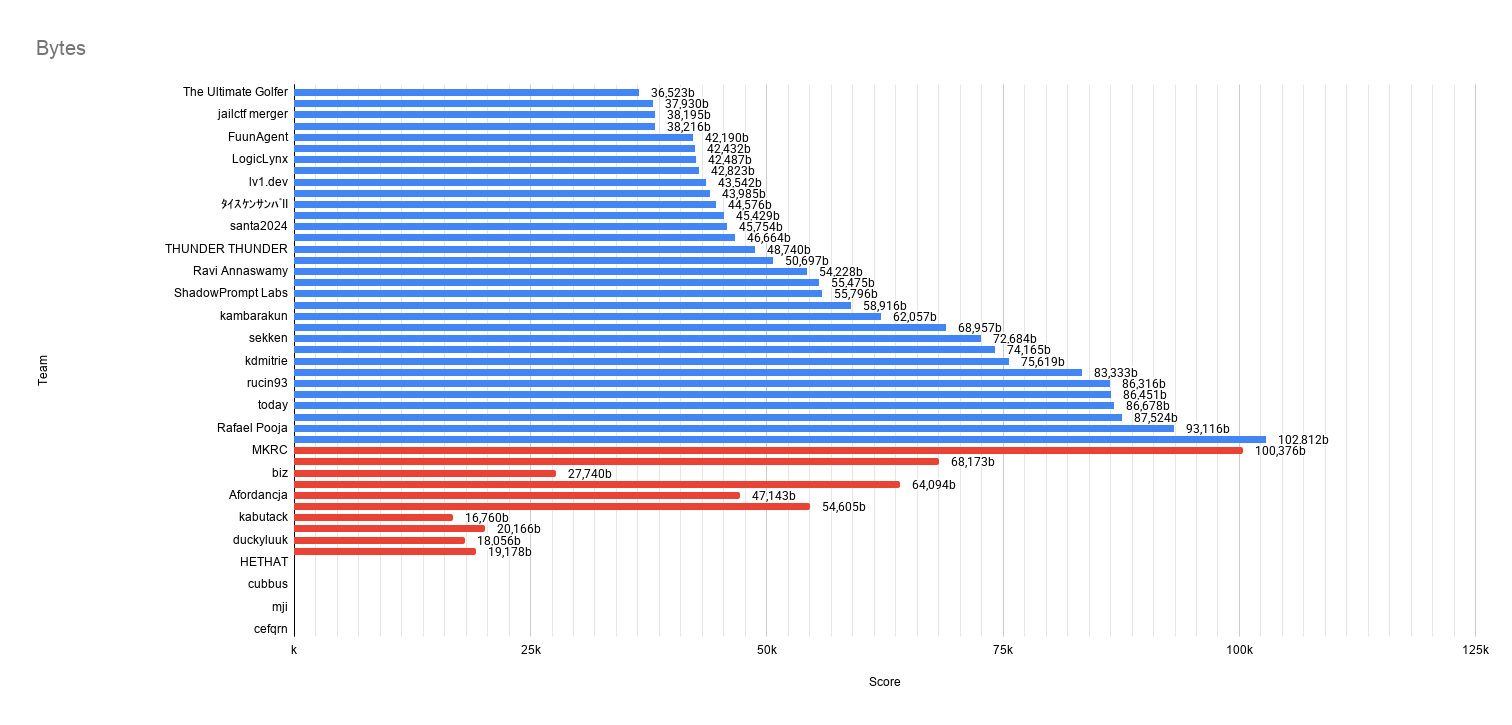 Bytes
The Ultimate Golfer 36,523b
37,930b
jailctf merger 38,195b
38,216b
FuunAgent 42,190b
42,432b
LogicLynx 42,487b
42,823b
lv1.dev 43,542b
43,985b
ﾀｲｽｹﾝｻﾝﾊﾞII 44,576b
45,429b
santa2024 45,754b
46,664b
THUNDER THUNDER 48,740b
50,697b
Ravi Annaswamy 54,228b
55,475b
ShadowPrompt Labs 55,796b
58,916b
kambarakun 62,057b
68,957b
sekken 72,684b
74,165b
kdmitrie 75,619b
83,333b
rucin93 86,316b
86,451b
today 86,678b
87,524b
Rafael Pooja 93,116b
102,812b
MKRC 100,376b
68,173b
biz 27,740b
64,094b
Afordancja 47,143b
54,605b
kabutack 16,760b
20,166b
duckyluuk 18,056b
19,178b
HETHAT
cubbus
mji
cefqrn
k 25k 50k 75k 100k 125k
Score
Team